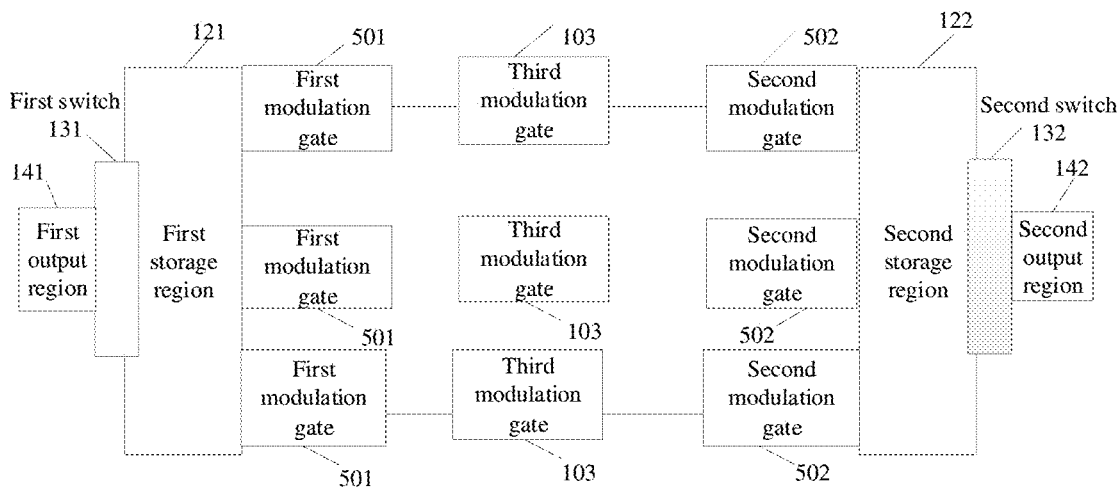 121
501
103
502
122
First switch
131
First
modulation
gate
Third
modulation
gate
Second
modulation
gate
Second switch
132
141
142
First
output
region
First
storage
region
First
modulation
gate
501
Third
modulation
gate
103
Second
modulation
gate
502
Second
storage
region
Second
output
region
First
modulation
gate
501
Third
modulation
gate
103
Second
modulation
gate
502